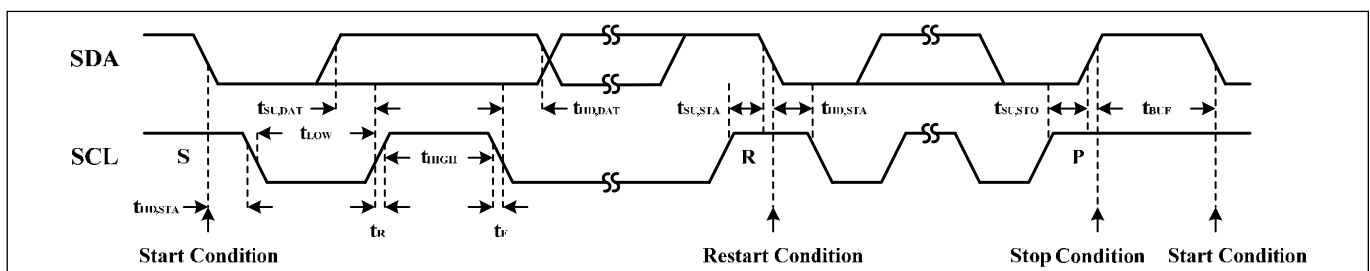 SDA
tSU,DAT
tHD,DAT
tSU,STA
tHD,STA
tSU,STO
tBUF
tLOW
SCL
S
tHIGH
R
P
tHD,STA
tR
tF
Start Condition
Restart Condition
Stop Condition
Start Condition